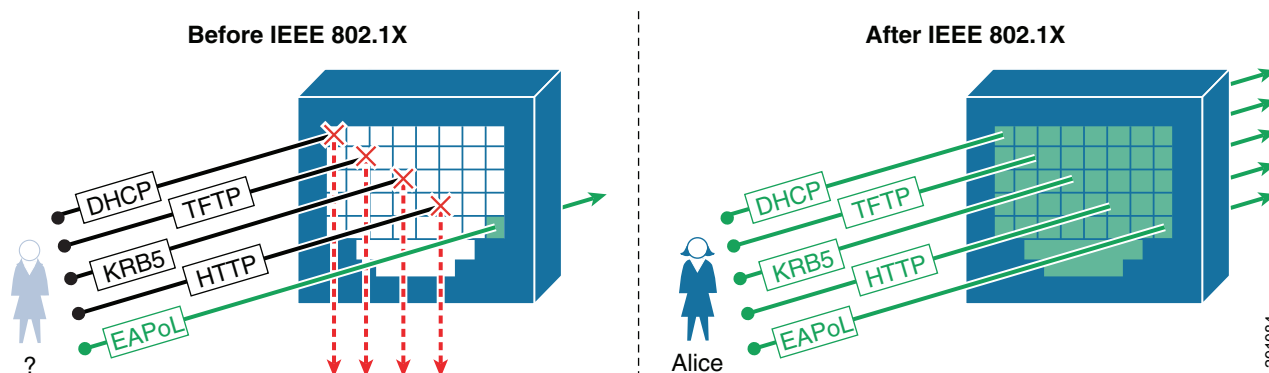 Before IEEE 802.1X
DHCP
TFTP
KRB5
HTTP
EAPoL
?
After IEEE 802.1X
DHCP
TFTP
KRB5
HTTP
EAPoL
Alice